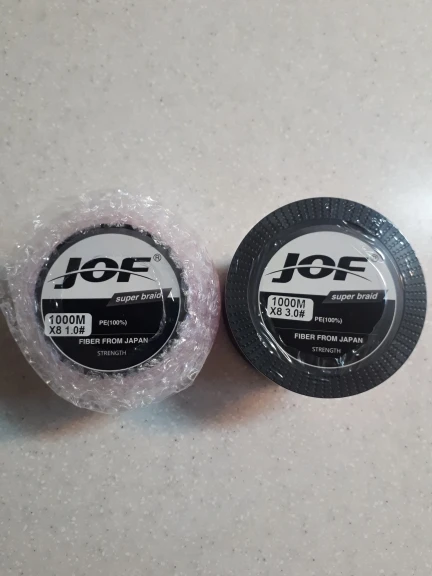 JOF®
super braid
1000M
X8 1.0#
PE(100%)
FIBER FROM JAPAN
STRENGTH
JOF
super braid
1000M
X8 3.0#
PE(100%)
FIBER FROM JAPAN
STRENGTH